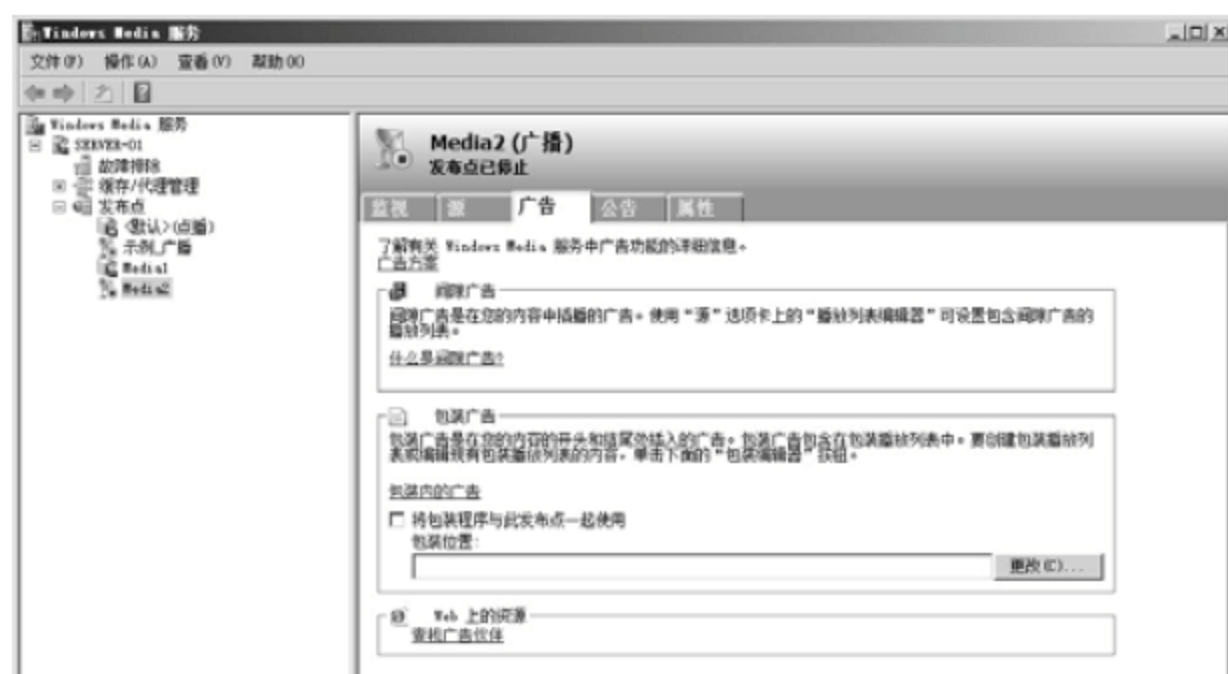 Windows Media 服务
文件(F) 操作(A) 查看(V) 帮助(H)
Windows Media 服务
SERVER-01
故障排除
缓存/代理管理
发布点
<默认>(点播)
示例_广播
Media1
Media2
Media2(广播)
发布点已停止
监视 源 广告 公告 属性
了解有关 Windows Media 服务中广告功能的详细信息。
广告方案
间隙广告
间隙广告是在您的内容中插播的广告。使用“源”选项卡上的“播放列表编辑器”可设置包含间隙广告的
播放列表。
什么是间隙广告?
包装广告
包装广告是在您的内容的开头和结尾处插入的广告。包装广告包含在包装播放列表中。要创建包装播放列
表或编辑现有包装播放列表的内容,单击下面的“包装编辑器”按钮。
包装内的广告
将包装程序与此发布点一起使用
包装位置:
更改(C)...
Web 上的资源
查找广告伙伴